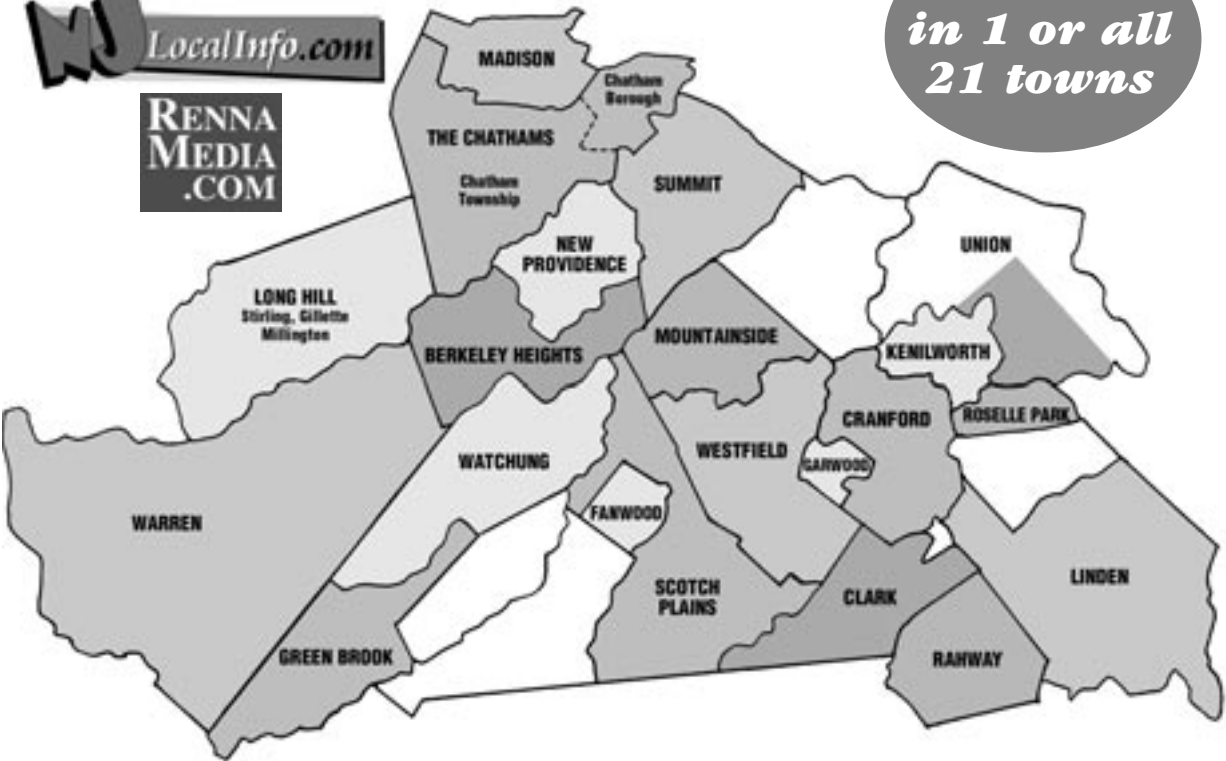 NJ
LocalInfo.com
RENNA
MEDIA
.COM
in 1 or all
21 towns
MADISON
Chatham
Borough
THE CHATHAMS
Chatham
Township
SUMMIT
NEW
PROVIDENCE
UNION
LONG HILL
Stirling, Gillette
Millington
BERKELEY HEIGHTS
MOUNTAINSIDE
KENILWORTH
CRANFORD
ROSELLE PARK
WATCHUNG
WESTFIELD
GARWOOD
WARREN
FANWOOD
SCOTCH
PLAINS
CLARK
LINDEN
GREEN BROOK
RAHWAY